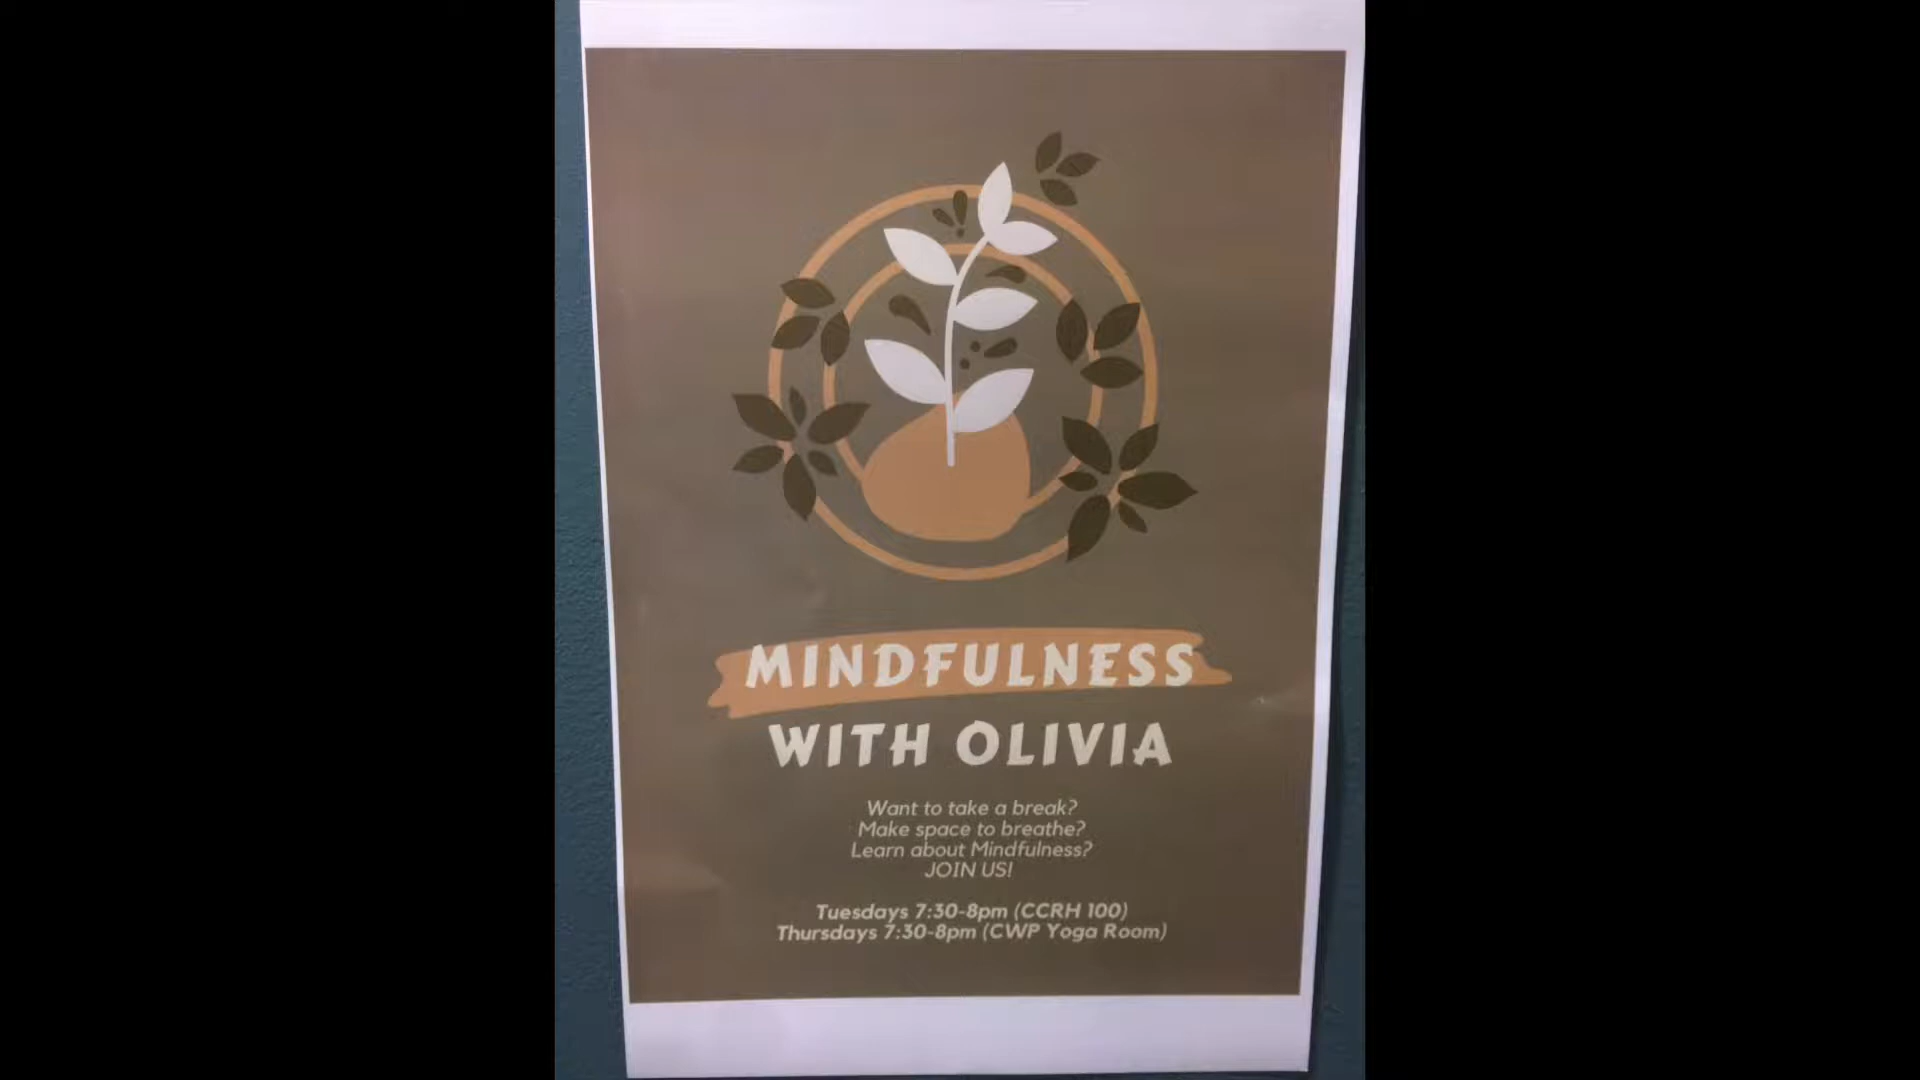 MINDFULNESS
WITH OLIVIA
Want to take a break?
Make space to breathe?
Learn about Mindfulness?
JOIN US!
Tuesdays 7:30-8pm (CCRH 100)
Thursdays 7:30-8pm (CWP Yoga Room)